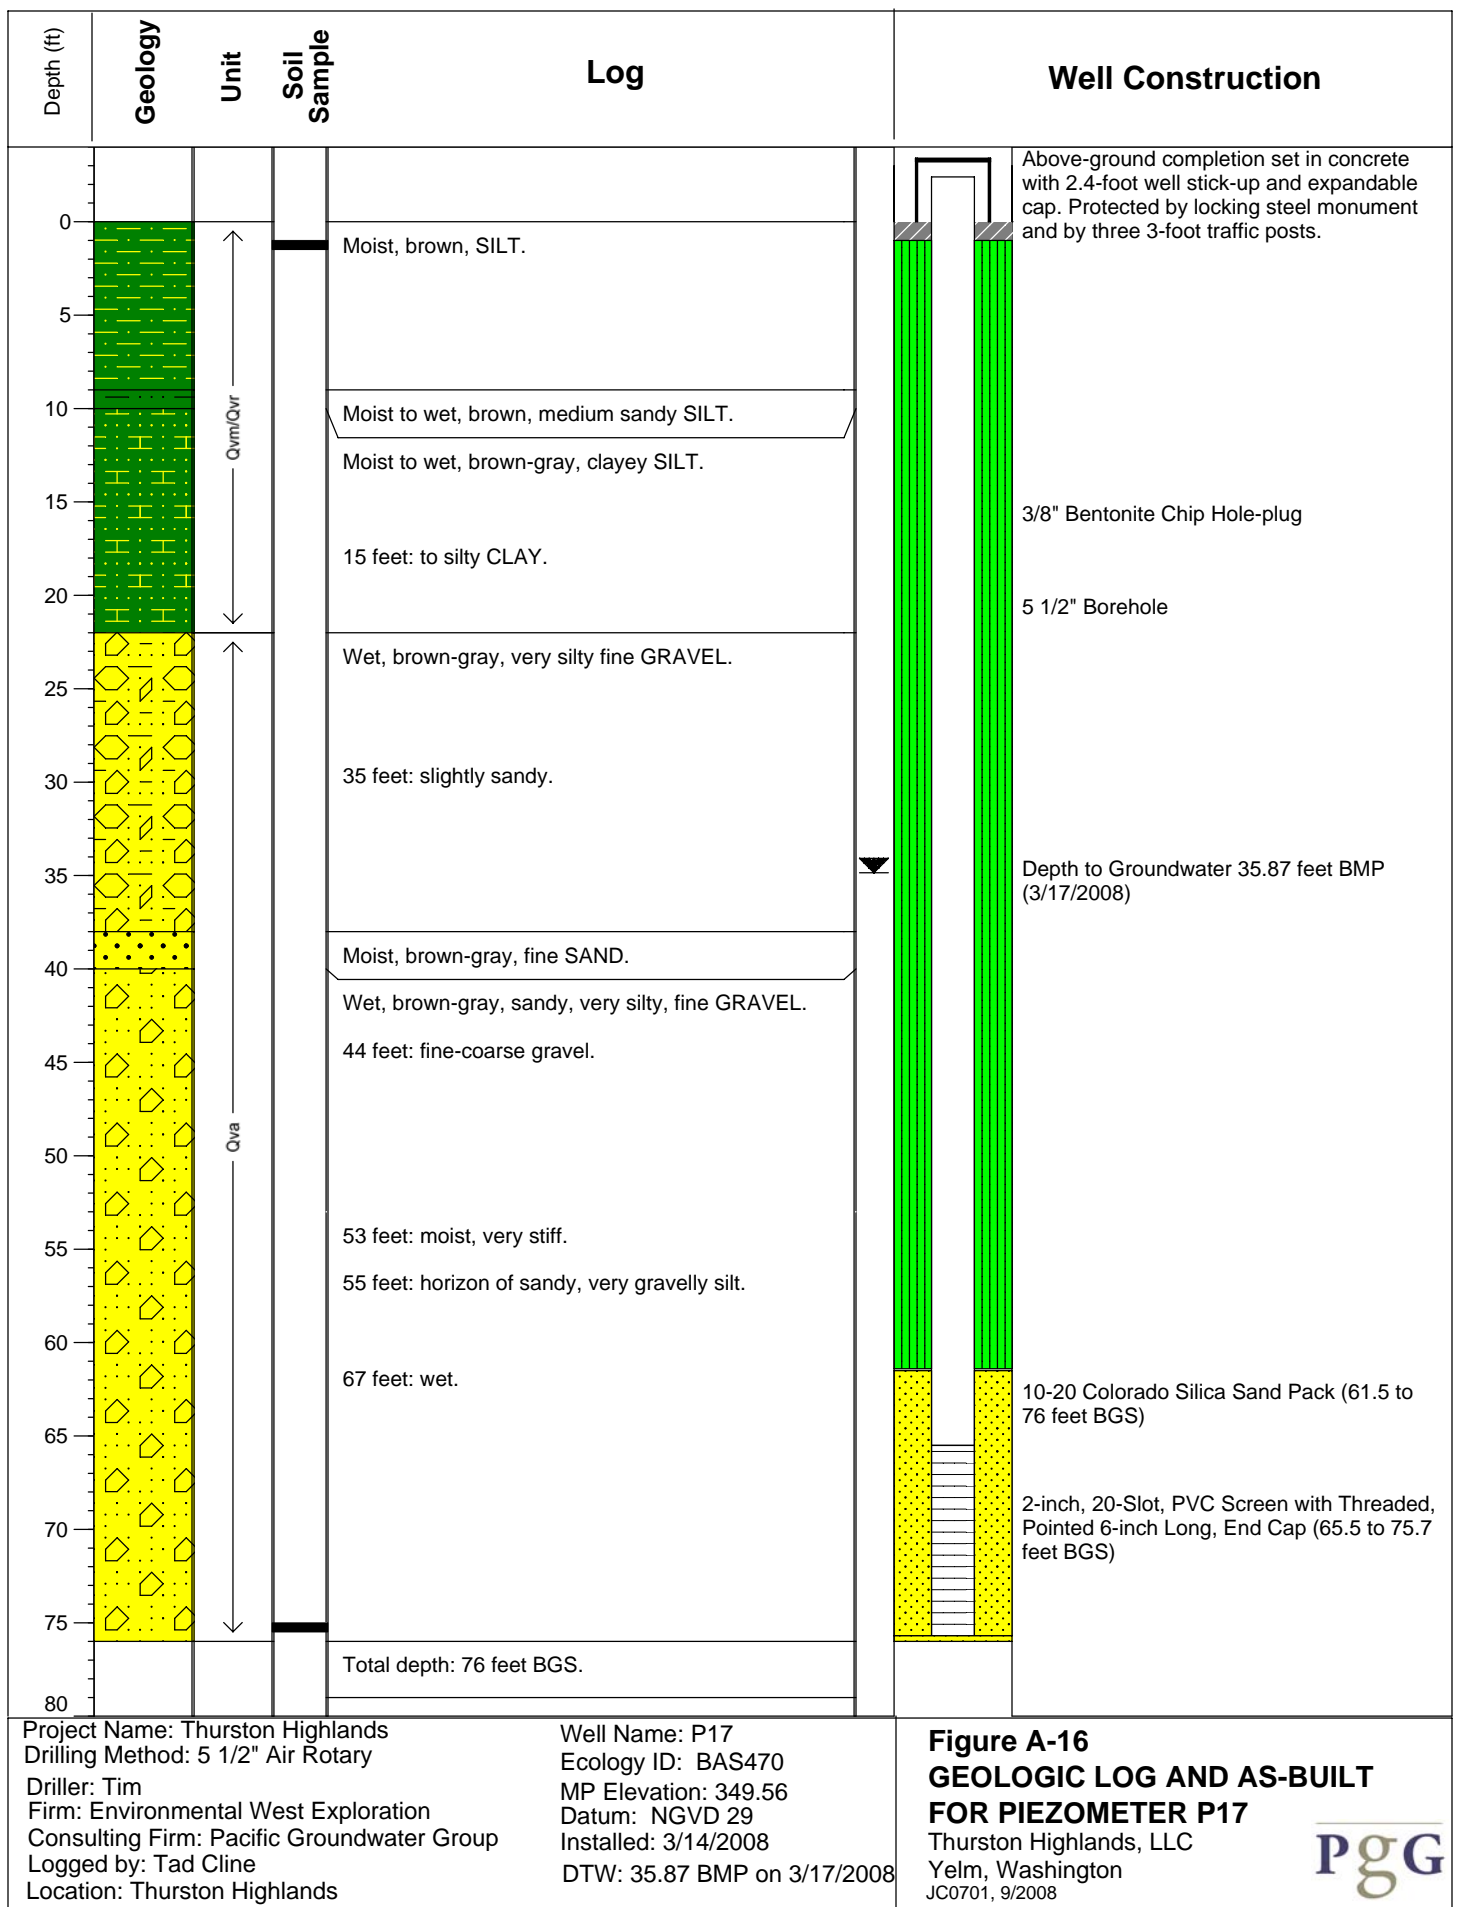 Depth (ft)
Geology
Unit
Soil
Sample
Log
Well Construction
Above-ground completion set in concrete
with 2.4-foot well stick-up and expandable
cap. Protected by locking steel monument
and by three 3-foot traffic posts.
0
Moist, brown, SILT.
5
10
Moist to wet, brown, medium sandy SILT.
Qvm/Qvr
Moist to wet, brown-gray, clayey SILT.
15
3/8" Bentonite Chip Hole-plug
15 feet: to silty CLAY.
20
5 1/2" Borehole
Wet, brown-gray, very silty fine GRAVEL.
25
30
35 feet: slightly sandy.
35
Depth to Groundwater 35.87 feet BMP
(3/17/2008)
Moist, brown-gray, fine SAND.
40
Wet, brown-gray, sandy, very silty, fine GRAVEL.
44 feet: fine-coarse gravel.
45
Qva
50
53 feet: moist, very stiff.
55
55 feet: horizon of sandy, very gravelly silt.
60
67 feet: wet.
10-20 Colorado Silica Sand Pack (61.5 to
76 feet BGS)
65
2-inch, 20-Slot, PVC Screen with Threaded,
Pointed 6-inch Long, End Cap (65.5 to 75.7
feet BGS)
70
75
Total depth: 76 feet BGS.
80
Project Name: Thurston Highlands
Drilling Method: 5 1/2" Air Rotary
Driller: Tim
Firm: Environmental West Exploration
Consulting Firm: Pacific Groundwater Group
Logged by: Tad Cline
Location: Thurston Highlands
Well Name: P17
Ecology ID: BAS470
MP Elevation: 349.56
Datum: NGVD 29
Installed: 3/14/2008
DTW: 35.87 BMP on 3/17/2008
Figure A-16
GEOLOGIC LOG AND AS-BUILT
FOR PIEZOMETER P17
Thurston Highlands, LLC
Yelm, Washington
JC0701, 9/2008
PgG